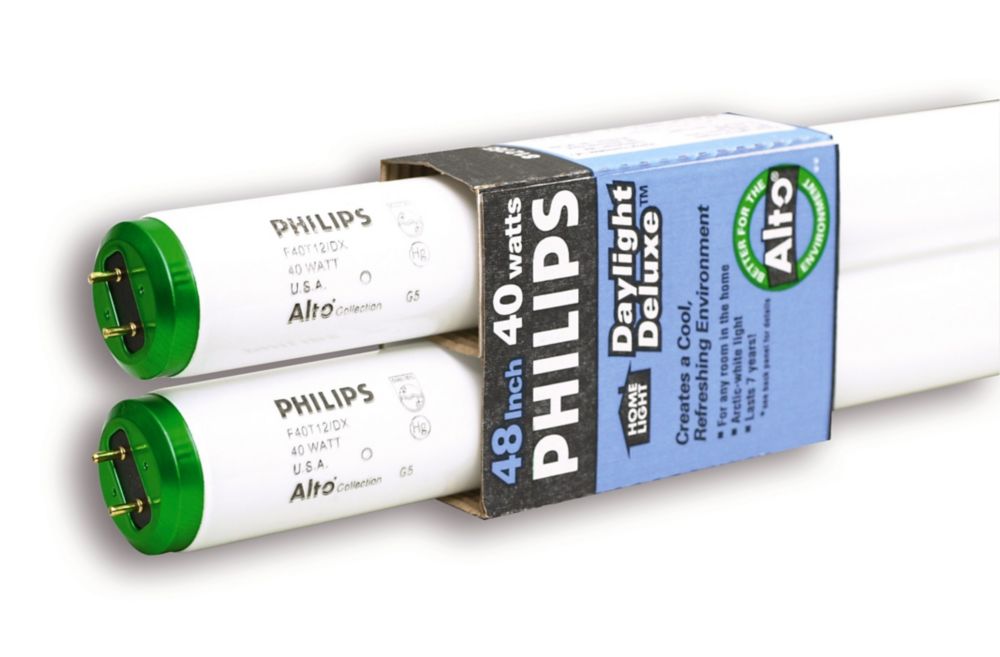 PHILIPS
F40T12/DX
40 WATT
U.S.A.
Alto Collection
G5
Hg
PHILIPS
F40T12/DX
40 WATT
U.S.A.
Alto Collection
G5
Hg
48 Inch 40 watts
PHILIPS
HOME LIGHT
Daylight
Deluxe™
Creates a Cool,
Refreshing Environment
■ For any room in the home
■ Arctic-white light
■ Lasts 7 years!
* see back panel for details
BETTER FOR THE
Alto®
ENVIRONMENT